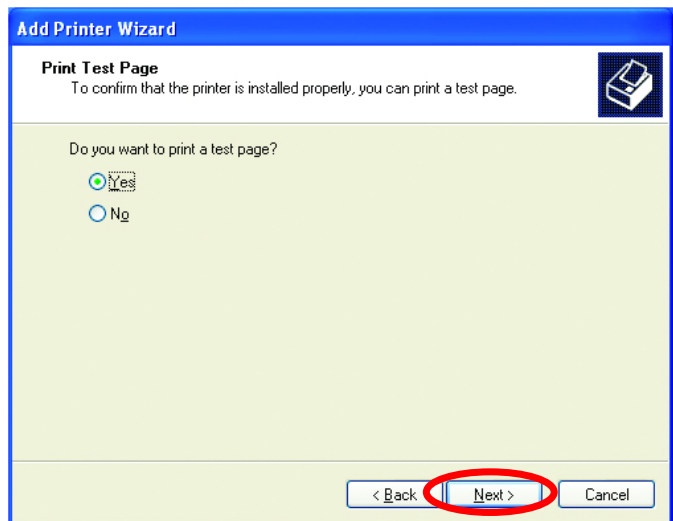 Add Printer Wizard
Print Test Page
To confirm that the printer is installed properly, you can print a test page.
Do you want to print a test page?
Yes
No
< Back
Next >
Cancel